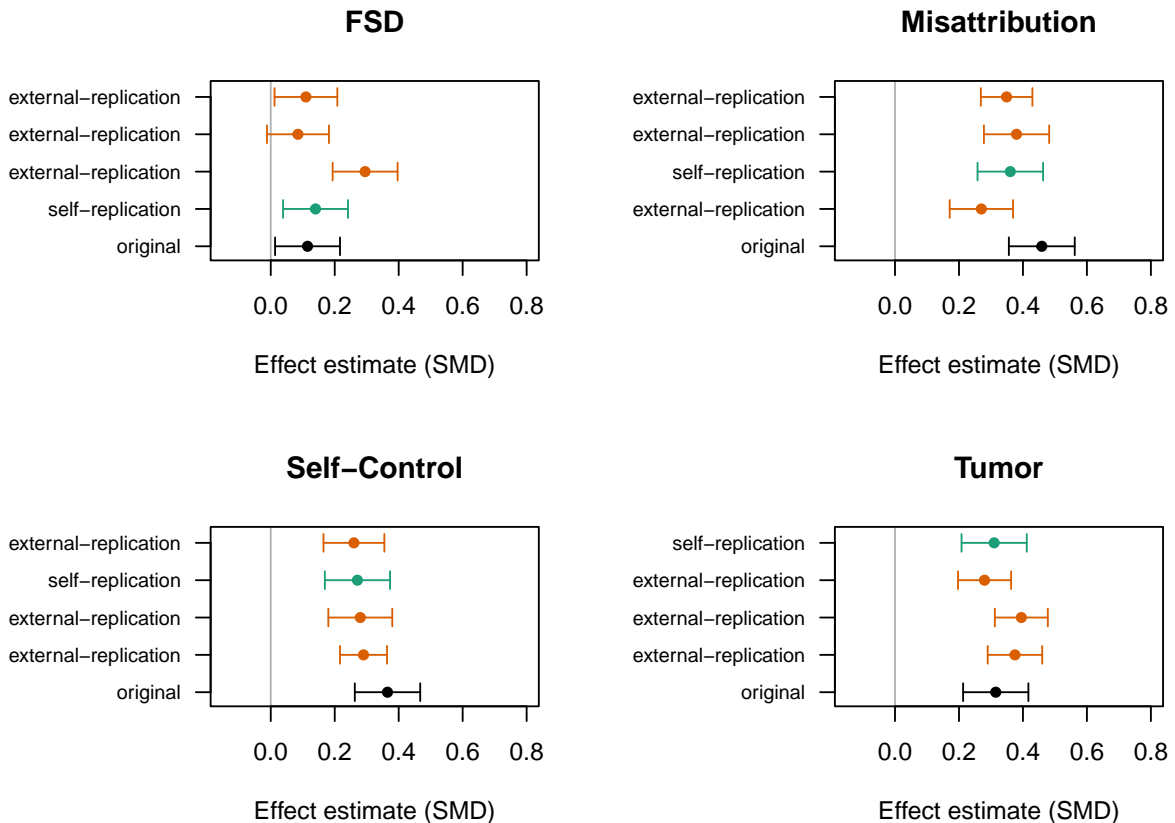 FSD
external−replication
external−replication
external−replication
self−replication
original
0.0 0.2 0.4 0.6 0.8
Effect estimate (SMD)
Misattribution
external−replication
external−replication
self−replication
external−replication
original
0.0 0.2 0.4 0.6 0.8
Effect estimate (SMD)
Self−Control
external−replication
self−replication
external−replication
external−replication
original
0.0 0.2 0.4 0.6 0.8
Effect estimate (SMD)
Tumor
self−replication
external−replication
external−replication
external−replication
original
0.0 0.2 0.4 0.6 0.8
Effect estimate (SMD)